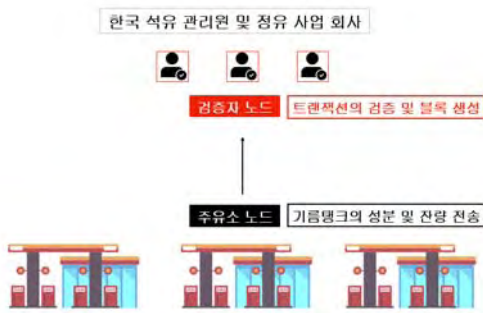 한국 석유 관리원 및 정유 사업 회사
검증자 노드
트랜잭션의 검증 및 블록 생성
주유소 노드
기름탱크의 성분 및 잔량 전송